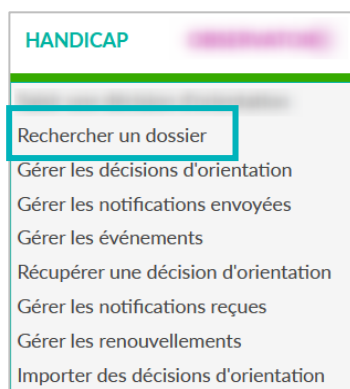 HANDICAP
Rechercher un dossier
Gérer les décisions d'orientation
Gérer les notifications envoyées
Gérer les événements
Récupérer une décision d'orientation
Gérer les notifications reçues
Gérer les renouvellements
Importer des décisions d'orientation